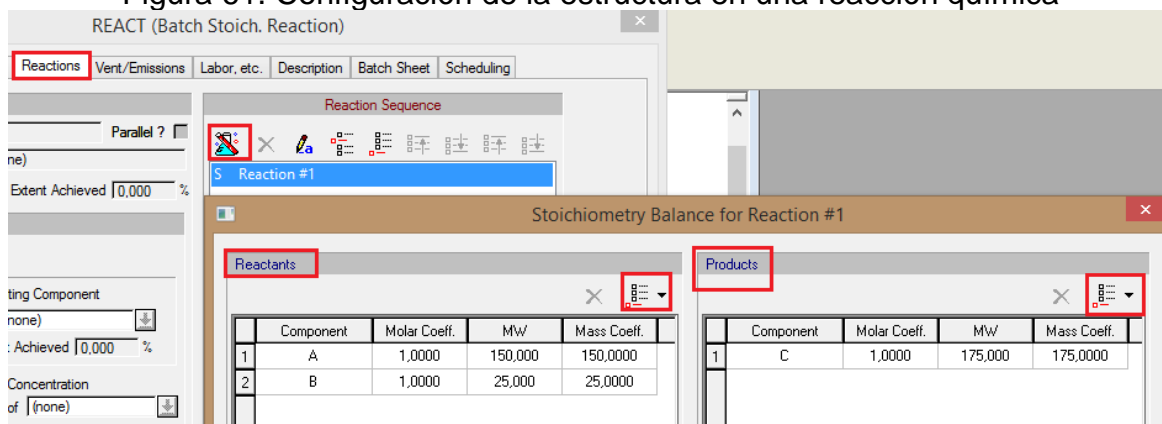 Figura 31. Configuración de la estructura en una reacción química
REACT (Batch Stoich. Reaction)
Reactions Vent/Emissions Labor, etc. Description Batch Sheet Scheduling
Reaction Sequence
Parallel ?
ne)
Extent Achieved 0,000 %
S Reaction #1
Stoichiometry Balance for Reaction #1
Reactants
Products
ting Component
none)
Achieved 0,000 %
Concentration
of (none)
Component Molar Coeff. MW Mass Coeff.
1 A 1,0000 150,000 150,0000
2 B 1,0000 25,000 25,0000
Component Molar Coeff. MW Mass Coeff.
1 C 1,0000 175,000 175,0000